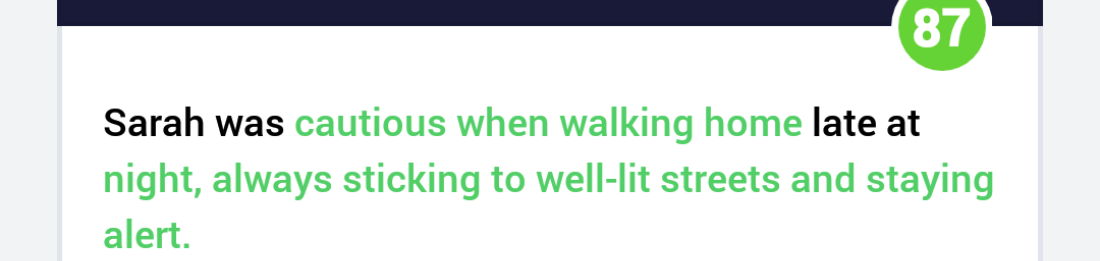 87
Sarah was cautious when walking home late at
night, always sticking to well-lit streets and staying
alert.